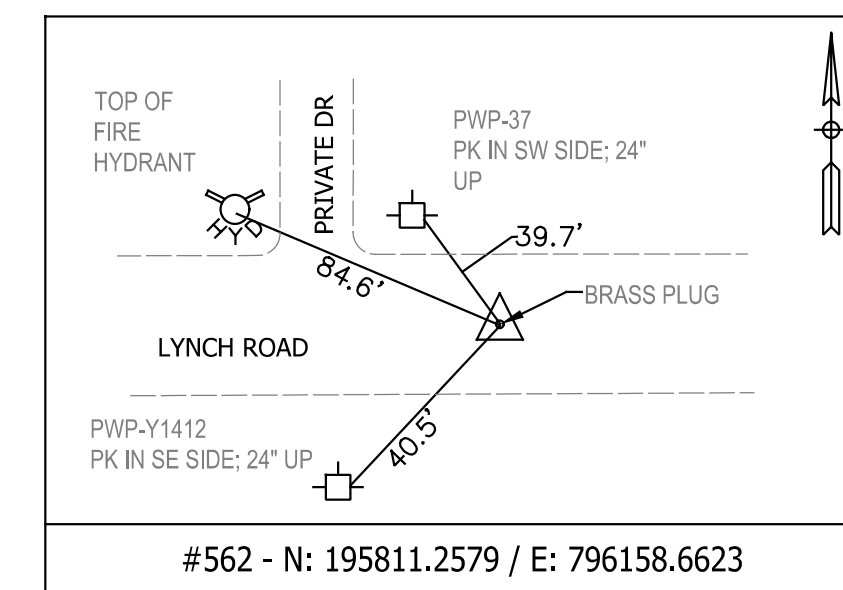 TOP OF
FIRE
HYDRANT
PRIVATE DR
PWP-37
PK IN SW SIDE; 24"
UP
HYD
39.7'
84.6'
BRASS PLUG
LYNCH ROAD
PWP-Y1412
PK IN SE SIDE; 24" UP
40.5'
#562 - N: 195811.2579 / E: 796158.6623